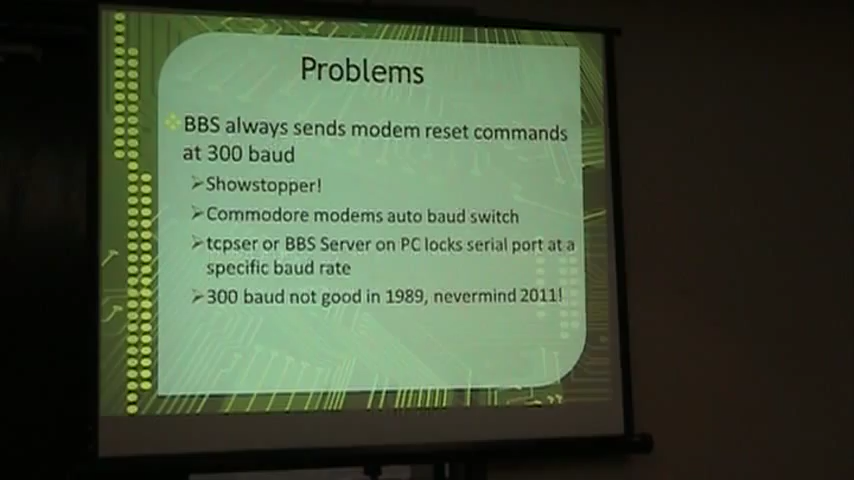 Problems
BBS always sends modem reset commands
at 300 baud
Showstopper!
Commodore modems auto baud switch
tcpser or BBS Server on PC locks serial port at a
specific baud rate
300 baud not good in 1989, nevermind 2011!